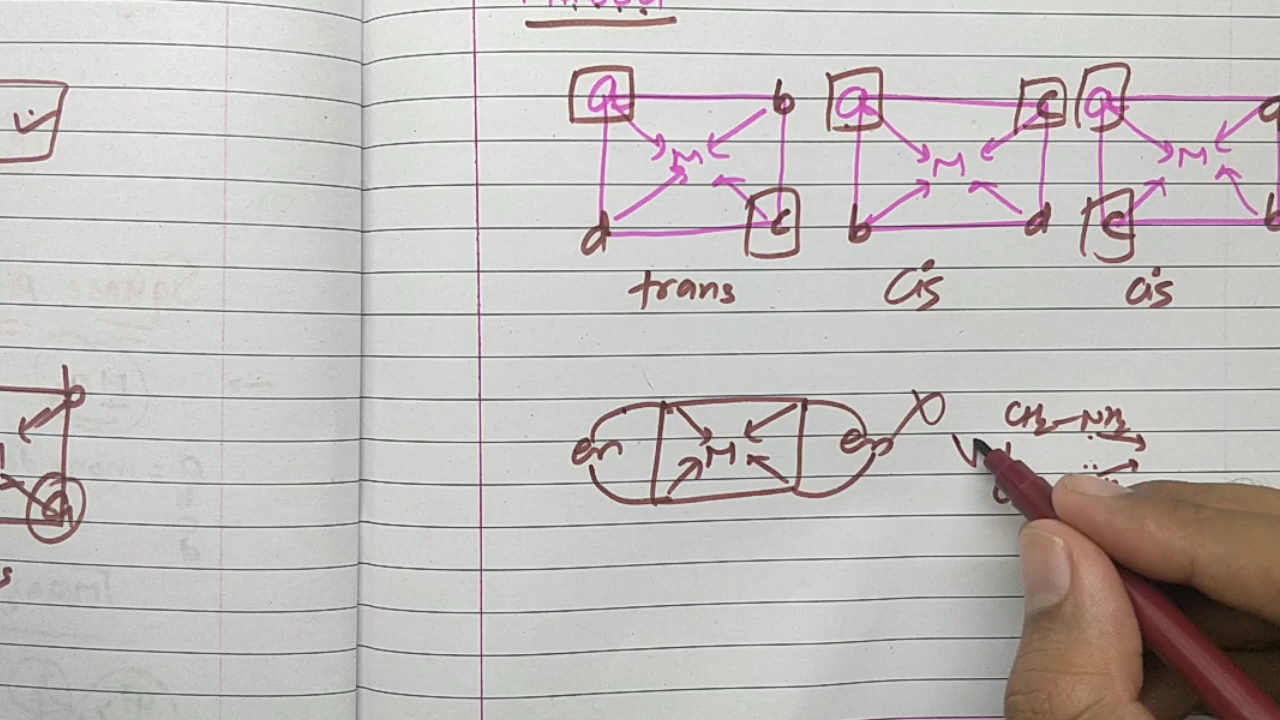 a b a c a d
M M M
d c b d c b
trans Cis Cis
CH2-NH2
en M en